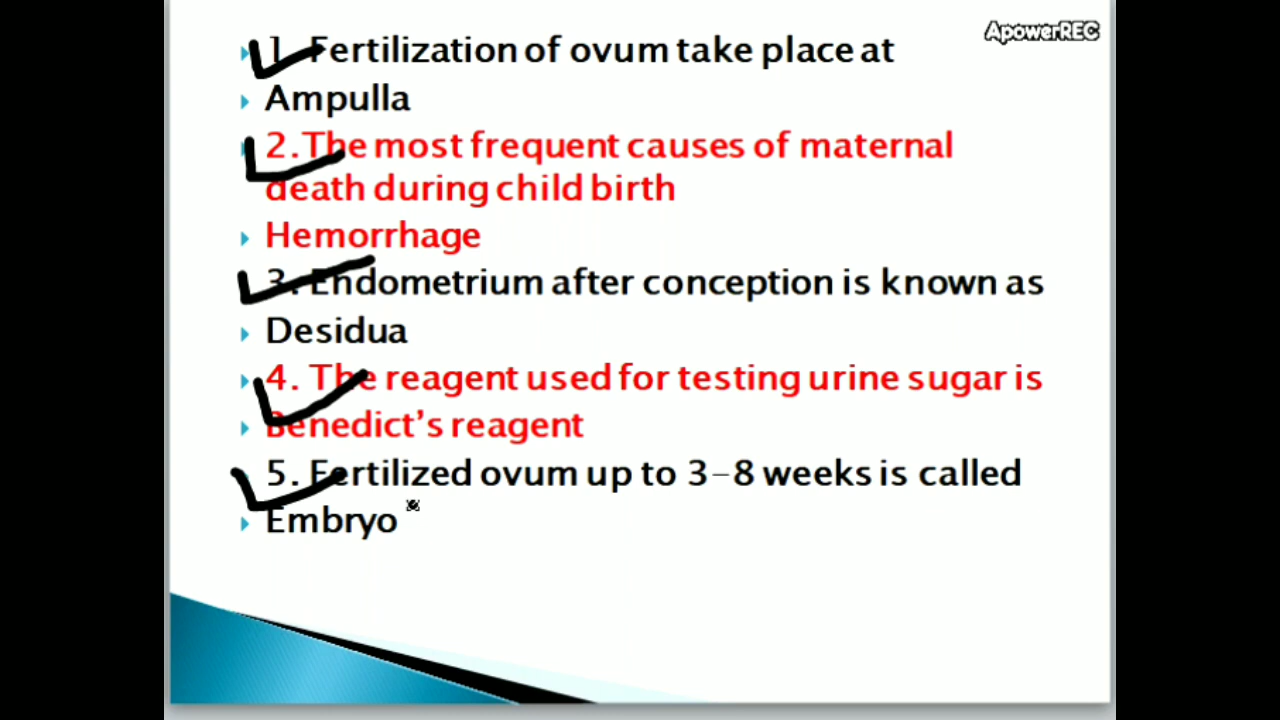 ApowerREC
1. Fertilization of ovum take place at
Ampulla
2.The most frequent causes of maternal
death during child birth
Hemorrhage
3. Endometrium after conception is known as
Desidua
4. The reagent used for testing urine sugar is
Benedict's reagent
5. Fertilized ovum up to 3-8 weeks is called
Embryo